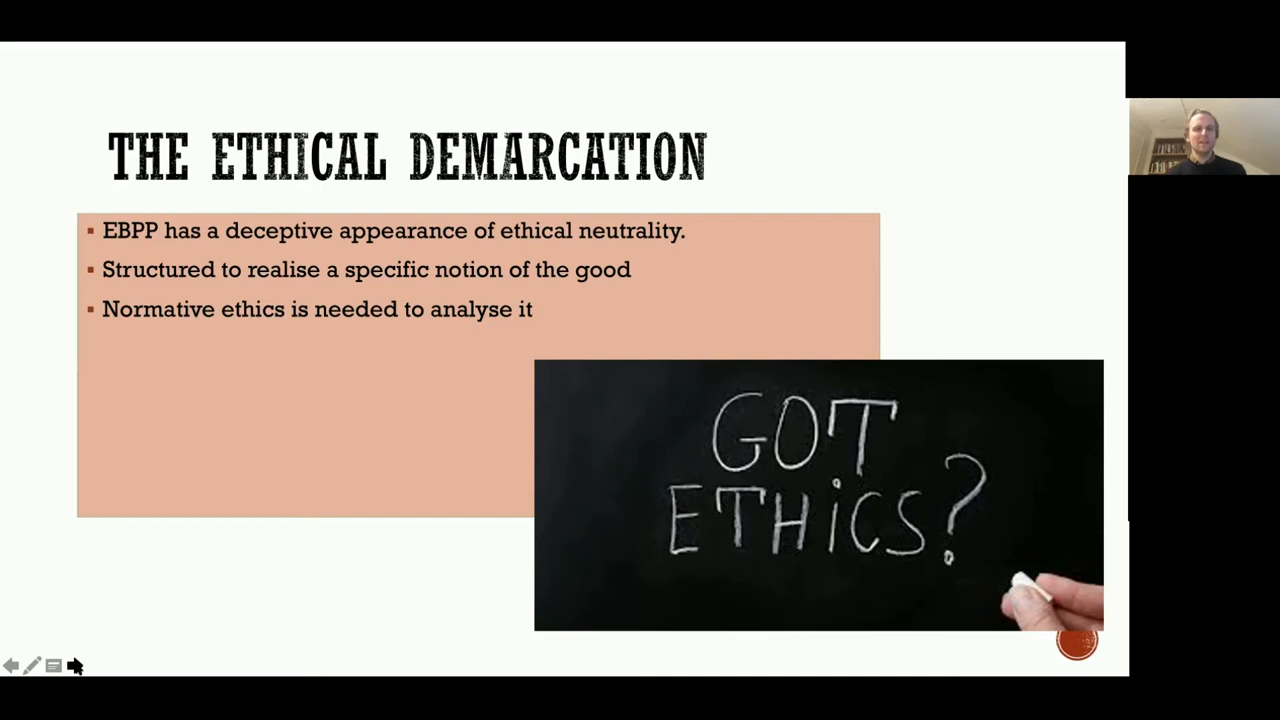 THE ETHICAL DEMARCATION
EBPP has a deceptive appearance of ethical neutrality.
Structured to realise a specific notion of the good
Normative ethics is needed to analyse it
GOT
ETHiCS?